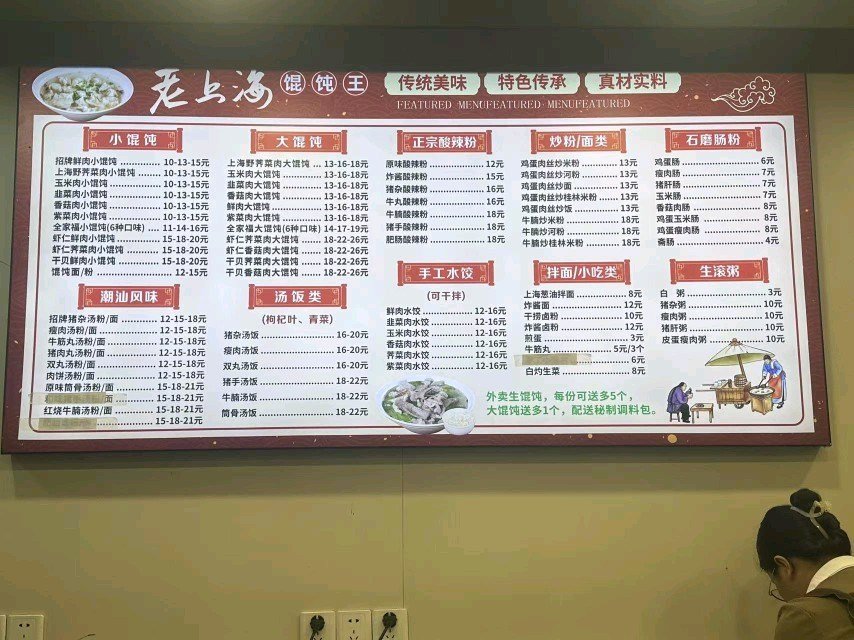 老上海 馄饨王 传统美味 特色传承 真材实料
FEATURED MENUFEATURED MENUFEATURED
小馄饨
招牌鲜肉小馄饨 10-13-15元
上海野荠菜肉小馄饨 10-13-15元
玉米肉小馄饨 10-13-15元
韭菜肉小馄饨 10-13-15元
香菇肉小馄饨 10-13-15元
紫菜肉小馄饨 10-13-15元
全家福小馄饨(6种口味) 11-14-16元
虾仁鲜肉小馄饨 15-18-20元
虾仁荠菜肉小馄饨 15-18-20元
干贝鲜肉小馄饨 15-18-20元
馄饨面/粉 12-15元
大馄饨
上海野荠菜肉大馄饨 13-16-18元
玉米肉大馄饨 13-16-18元
韭菜肉大馄饨 13-16-18元
香菇肉大馄饨 13-16-18元
鲜肉大馄饨 13-16-18元
紫菜肉大馄饨 13-16-18元
全家福大馄饨(6种口味) 14-17-19元
虾仁荠菜肉大馄饨 18-22-26元
虾仁香菇肉大馄饨 18-22-26元
干贝荠菜肉大馄饨 18-22-26元
干贝香菇肉大馄饨 18-22-26元
正宗酸辣粉
原味酸辣粉 12元
炸酱酸辣粉 15元
猪杂酸辣粉 16元
牛丸酸辣粉 16元
牛腩酸辣粉 18元
猪手酸辣粉 18元
肥肠酸辣粉 18元
炒粉/面类
鸡蛋肉丝炒米粉 13元
鸡蛋肉丝炒河粉 13元
鸡蛋肉丝炒面 13元
鸡蛋肉丝炒桂林米粉 13元
鸡蛋肉丝炒饭 13元
牛腩炒米粉 18元
牛腩炒河粉 18元
牛腩炒桂林米粉 18元
石磨肠粉
鸡蛋肠 6元
瘦肉肠 7元
猪肝肠 7元
玉米肠 7元
香菇肉肠 8元
鸡蛋玉米肠 8元
鸡蛋瘦肉肠 8元
斋肠 4元
潮汕风味
招牌猪杂汤粉/面 12-15-18元
瘦肉汤粉/面 12-15-18元
牛筋丸汤粉/面 12-15-18元
猪肉丸汤粉/面 12-15-18元
双丸汤粉/面 12-15-18元
肉饼汤粉/面 12-15-18元
原味筒骨汤粉/面 15-18-21元
汤粉/面 15-18-21元
红烧牛腩汤粉/面 15-18-21元
15-18-21元
汤饭类
(枸杞叶、青菜)
猪杂汤饭 16-20元
瘦肉汤饭 16-20元
双丸汤饭 16-20元
猪手汤饭 18-22元
牛腩汤饭 18-22元
筒骨汤饭 18-22元
手工水饺
(可干拌)
鲜肉水饺 12-16元
韭菜肉水饺 12-16元
玉米肉水饺 12-16元
香菇肉水饺 12-16元
荠菜肉水饺 12-16元
紫菜肉水饺 12-16元
拌面/小吃类
上海葱油拌面 8元
炸酱面 12元
干捞卤粉 10元
炸酱卤粉 12元
煎蛋 3元
牛筋丸 5元/3个
6元
白灼生菜 8元
生滚粥
白粥 3元
猪杂粥 10元
瘦肉粥 10元
猪肝粥 10元
皮蛋瘦肉粥 10元
外卖生馄饨，每份可送多5个，
大馄饨送多1个，配送秘制调料包。